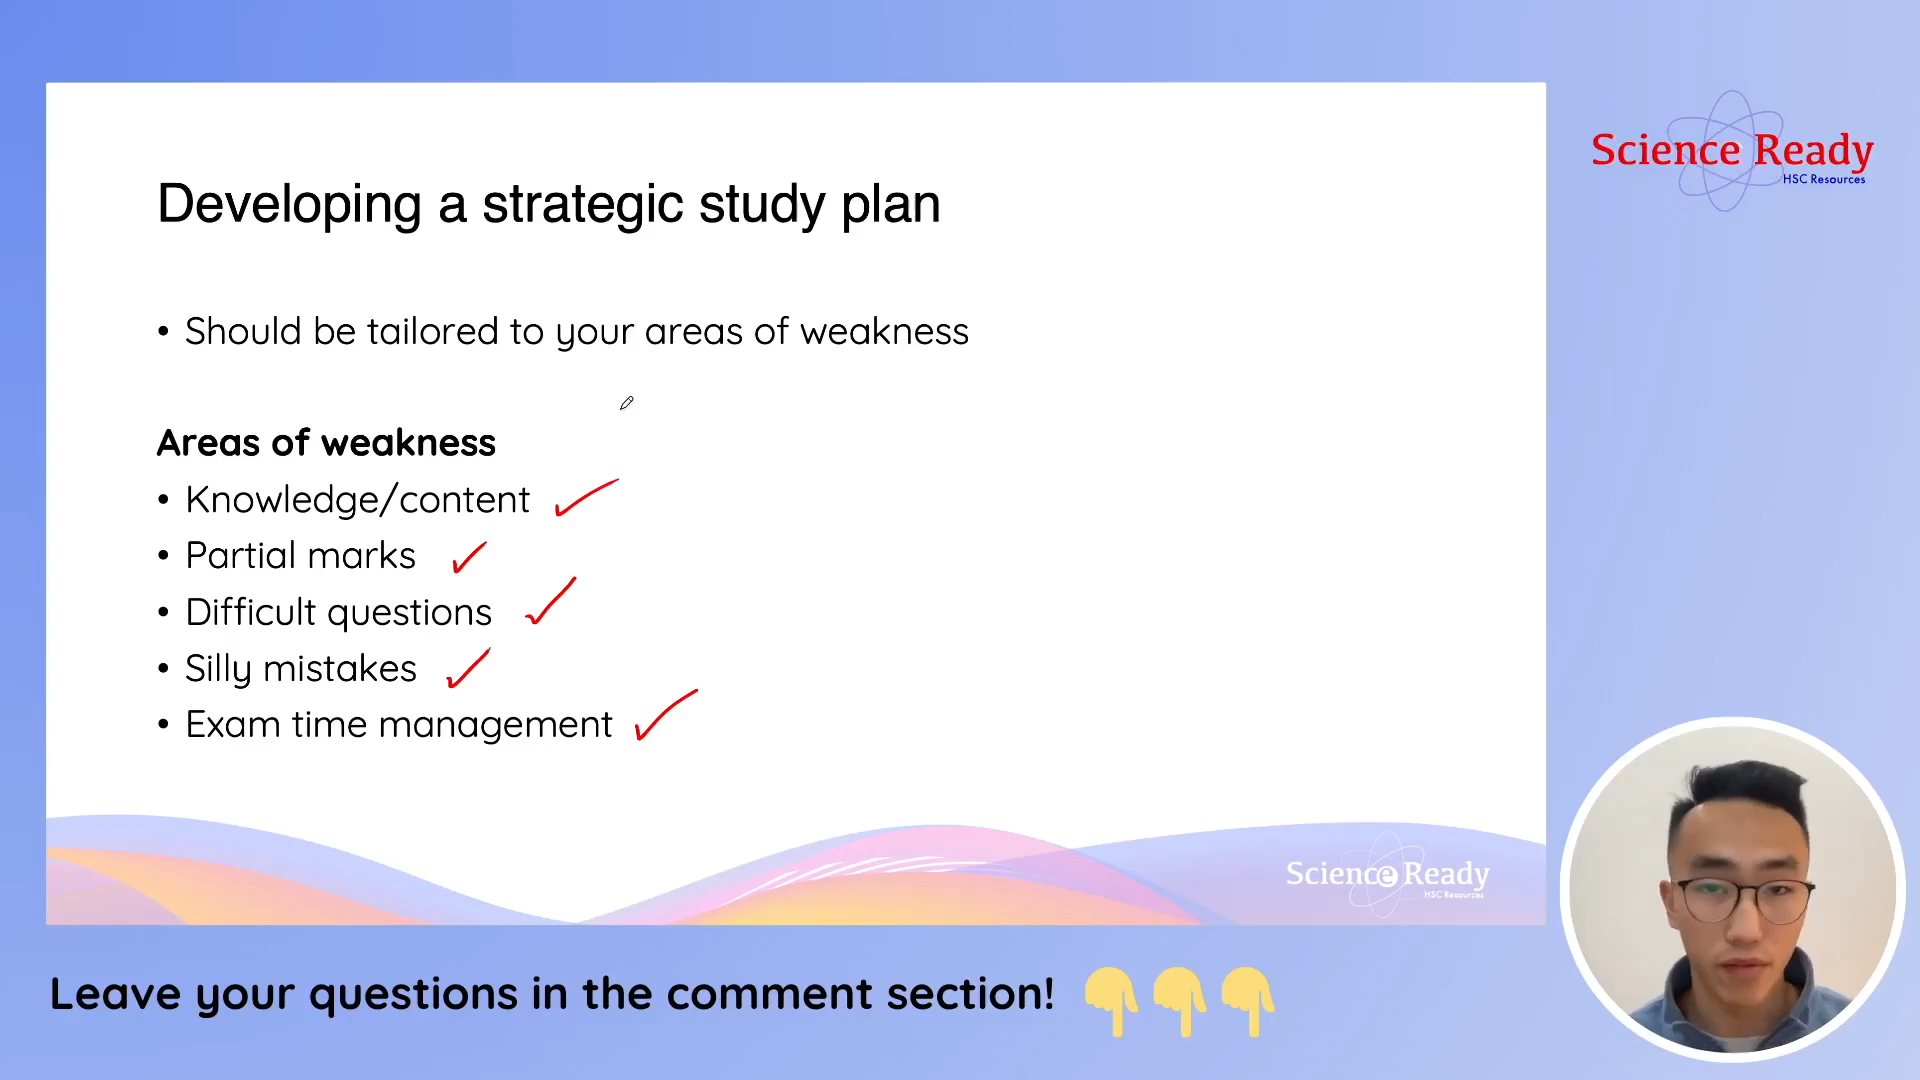 Science Ready
HSC Resources
Developing a strategic study plan
• Should be tailored to your areas of weakness
Areas of weakness
• Knowledge/content
• Partial marks
• Difficult questions
• Silly mistakes
• Exam time management
Science Ready
HSC Resources
Leave your questions in the comment section!